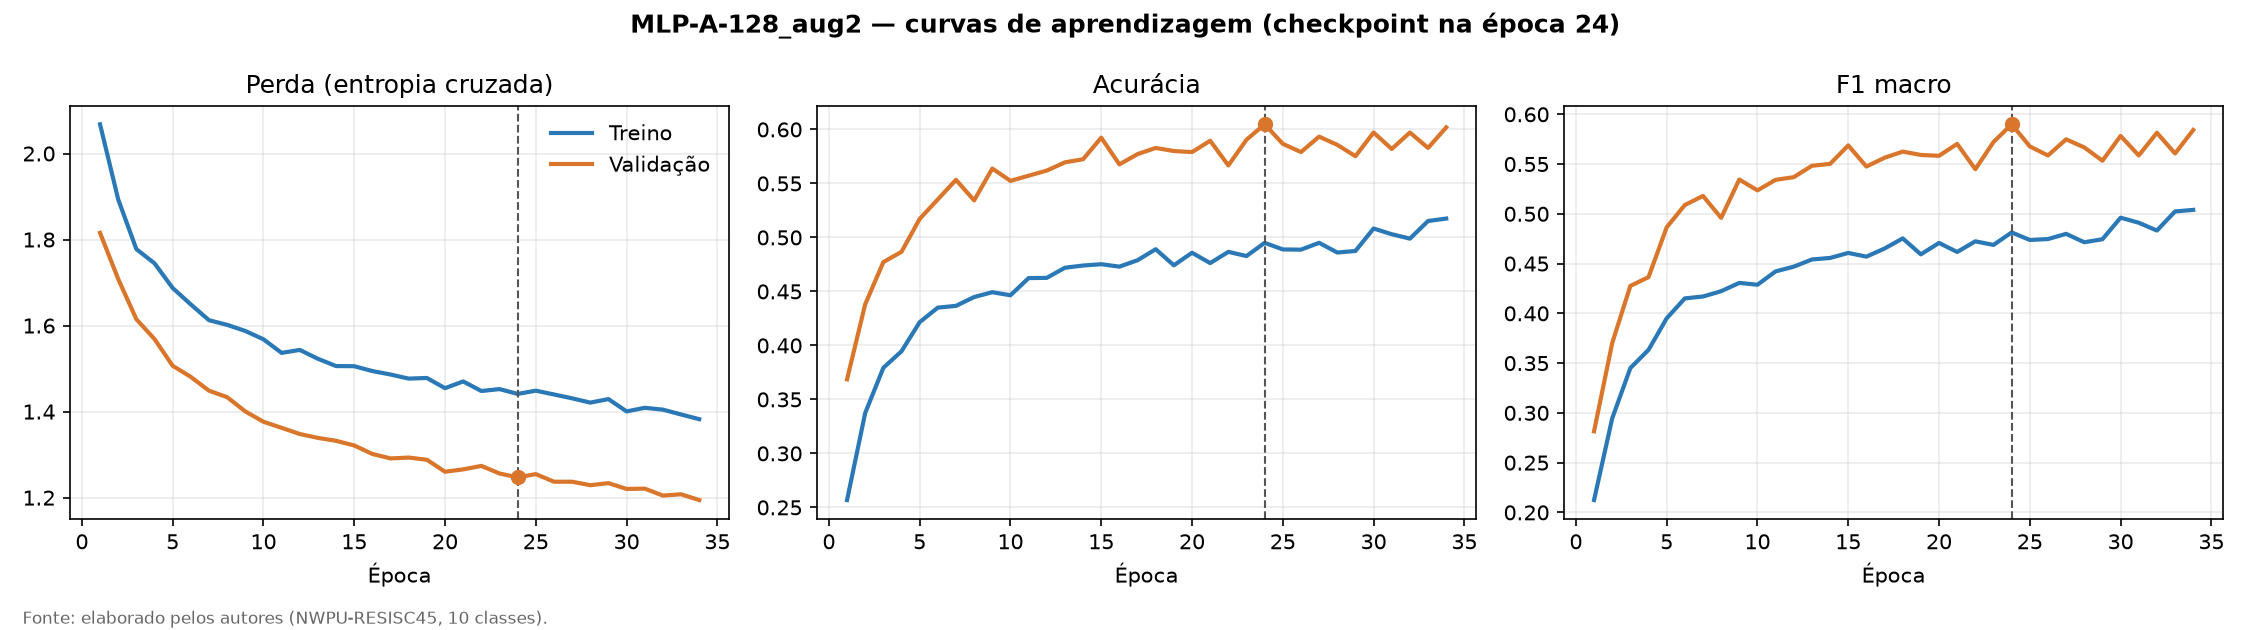 MLP-A-128_aug2 — curvas de aprendizagem (checkpoint na época 24)
Perda (entropia cruzada)
Treino
Validação
2.0
1.8
1.6
1.4
1.2
0 5 10 15 20 25 30 35
Época
Acurácia
0.60
0.55
0.50
0.45
0.40
0.35
0.30
0.25
0 5 10 15 20 25 30 35
Época
F1 macro
0.60
0.55
0.50
0.45
0.40
0.35
0.30
0.25
0.20
0 5 10 15 20 25 30 35
Época
Fonte: elaborado pelos autores (NWPU-RESISC45, 10 classes).